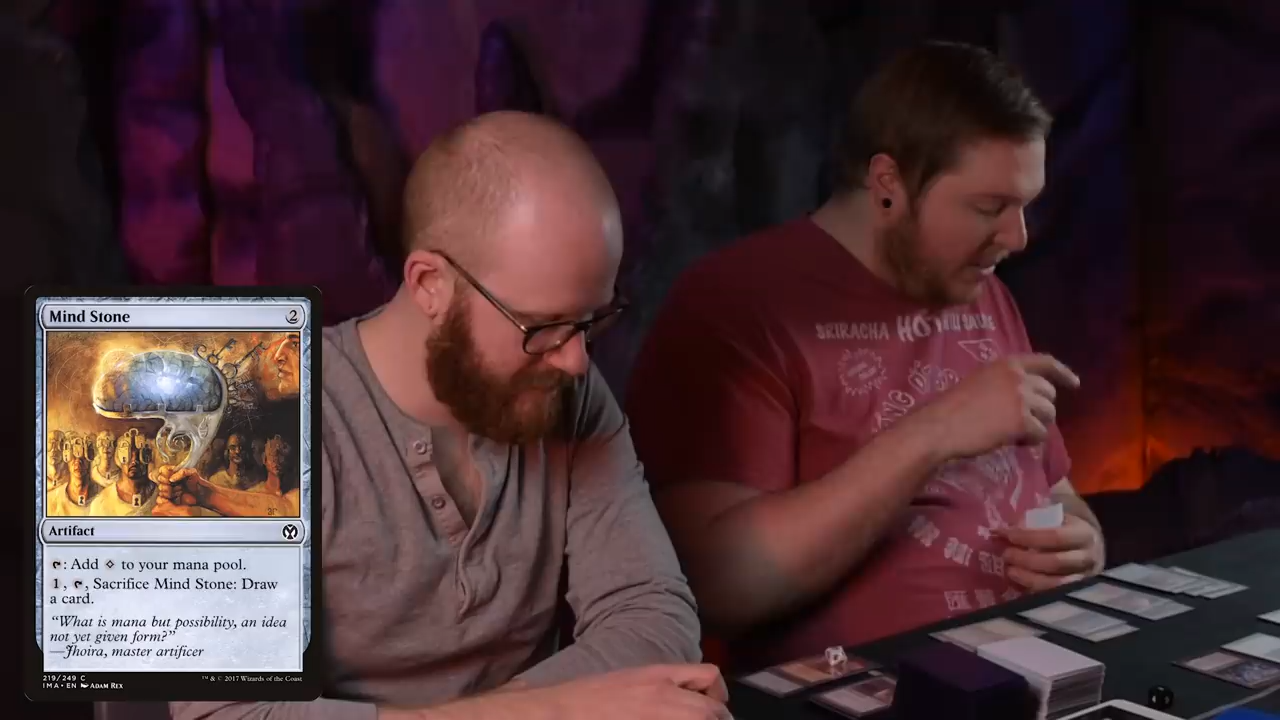 Mind Stone 2
Artifact
: Add to your mana pool.
1, , Sacrifice Mind Stone: Draw
a card.
“What is mana but possibility, an idea
not yet given form?”
—Jhoira, master artificer
219/249 C
IMA • EN ADAM REX
™ & © 2017 Wizards of the Coast
SRIRACHA HOT